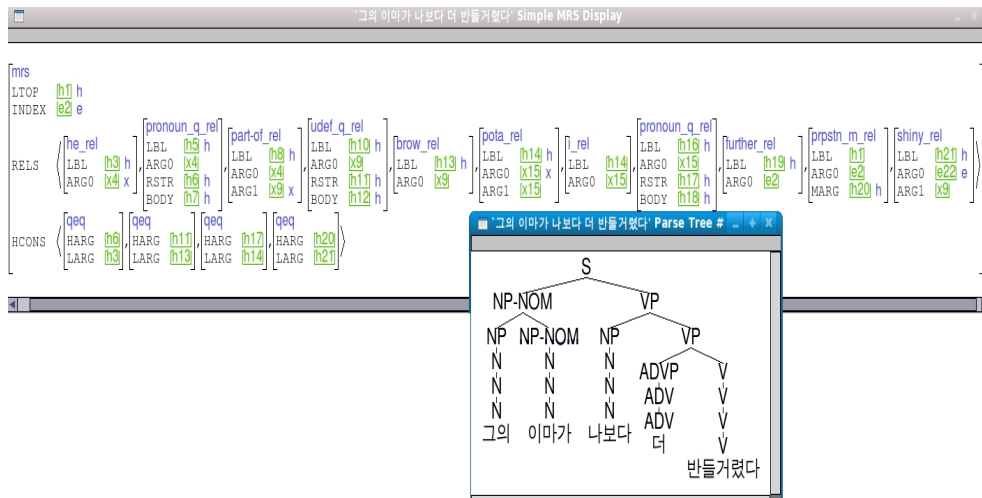 `그의 이마가 나보다 더 반들거렸다' Simple MRS Display
mrs
LTOP h1 h
INDEX e2 e
RELS
he_rel
LBL h3 h
ARG0 x4 x
pronoun_q_rel
LBL h5 h
ARG0 x4
RSTR h6 h
BODY h7 h
part-of_rel
LBL h8 h
ARG0 x4
ARG1 x9 x
udef_q_rel
LBL h10 h
ARG0 x9
RSTR h11 h
BODY h12 h
brow_rel
LBL h13 h
ARG0 x9
pota_rel
LBL h14 h
ARG0 x15 x
ARG1 x15
i_rel
LBL h14
ARG0 x15
pronoun_q_rel
LBL h16 h
ARG0 x15
RSTR h17 h
BODY h18 h
further_rel
LBL h19 h
ARG0 e2
prpstn_m_rel
LBL h1
ARG0 e2
MARG h20 h
shiny_rel
LBL h21 h
ARG0 e22 e
ARG1 x9
HCONS
qeq
HARG h6
LARG h3
qeq
HARG h11
LARG h13
qeq
HARG h17
LARG h14
qeq
HARG h20
LARG h21
`그의 이마가 나보다 더 반들거렸다' Parse Tree #
S
NP-NOM VP
NP NP-NOM NP VP
N N N ADVP V
N N N ADV V
N N N ADV V
그의 이마가 나보다 더 V
반들거렸다